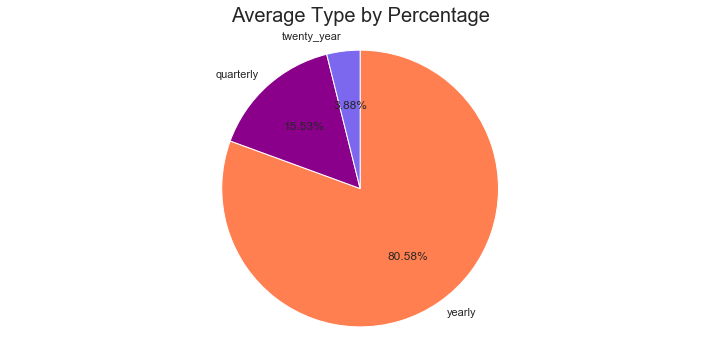 Average Type by Percentage
twenty_year
quarterly
3.88%
15.53%
80.58%
yearly